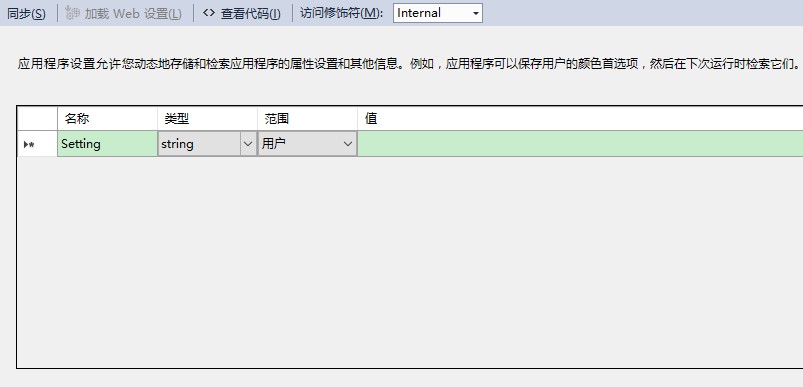 同步(S) 加载 Web 设置(L) <> 查看代码(I) 访问修饰符(M): Internal
应用程序设置允许您动态地存储和检索应用程序的属性设置和其他信息。例如，应用程序可以保存用户的颜色首选项，然后在下次运行时检索它们。
名称 类型 范围 值
Setting string 用户